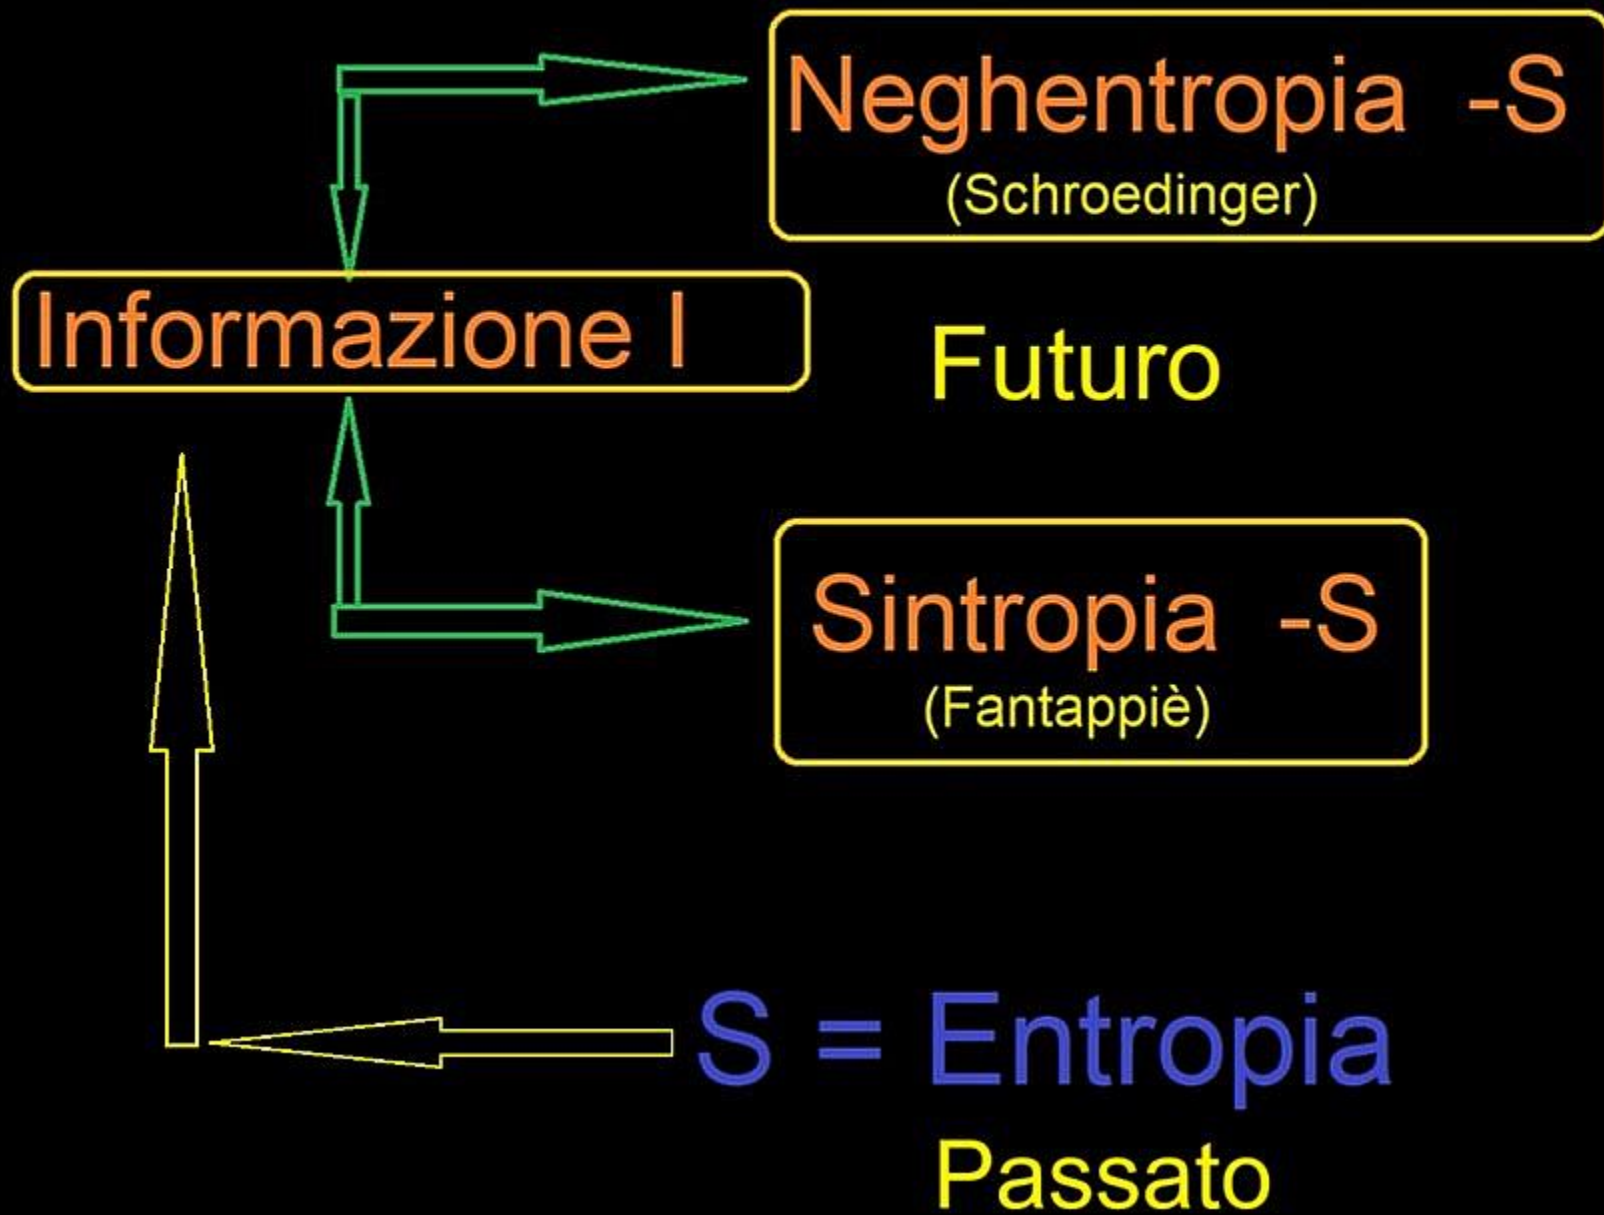 Neghentropia -S
(Schroedinger)
Informazione I
Futuro
Sintropia -S
(Fantappiè)
S = Entropia
Passato